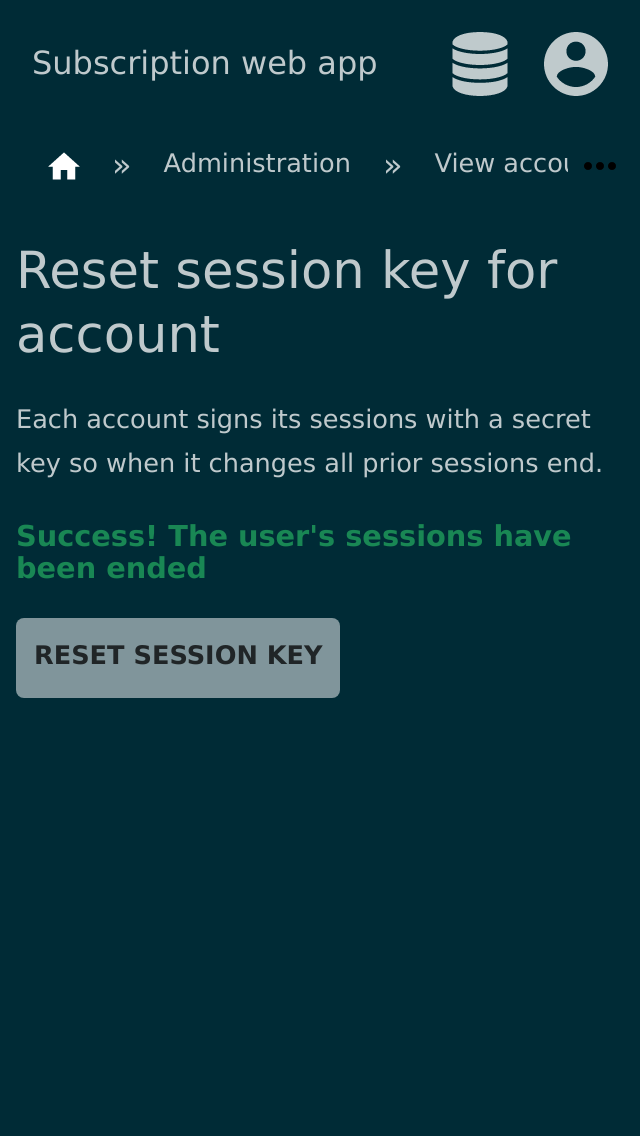 Subscription web app
» Administration » View accou
Reset session key for
account
Each account signs its sessions with a secret
key so when it changes all prior sessions end.
Success! The user's sessions have
been ended
RESET SESSION KEY